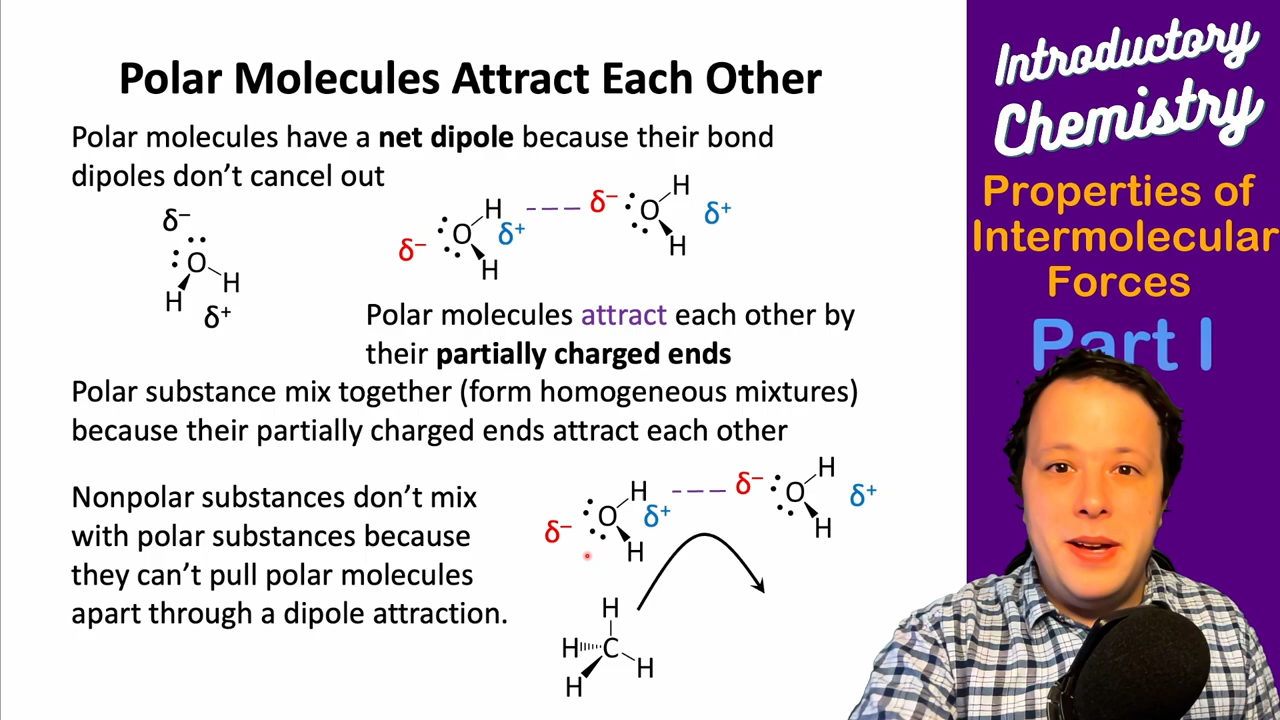 Polar Molecules Attract Each Other
Polar molecules have a net dipole because their bond
dipoles don’t cancel out
δ−
O
H
H
δ+
δ−
O
H
δ+
H
δ−
O
H
δ+
H
Polar molecules attract each other by
their partially charged ends
Polar substance mix together (form homogeneous mixtures)
because their partially charged ends attract each other
Nonpolar substances don’t mix
with polar substances because
they can’t pull polar molecules
apart through a dipole attraction.
δ−
O
H
δ+
H
δ−
O
H
δ+
H
H
H
C
H
H
Introductory
Chemistry
Properties of
Intermolecular
Forces
Part I